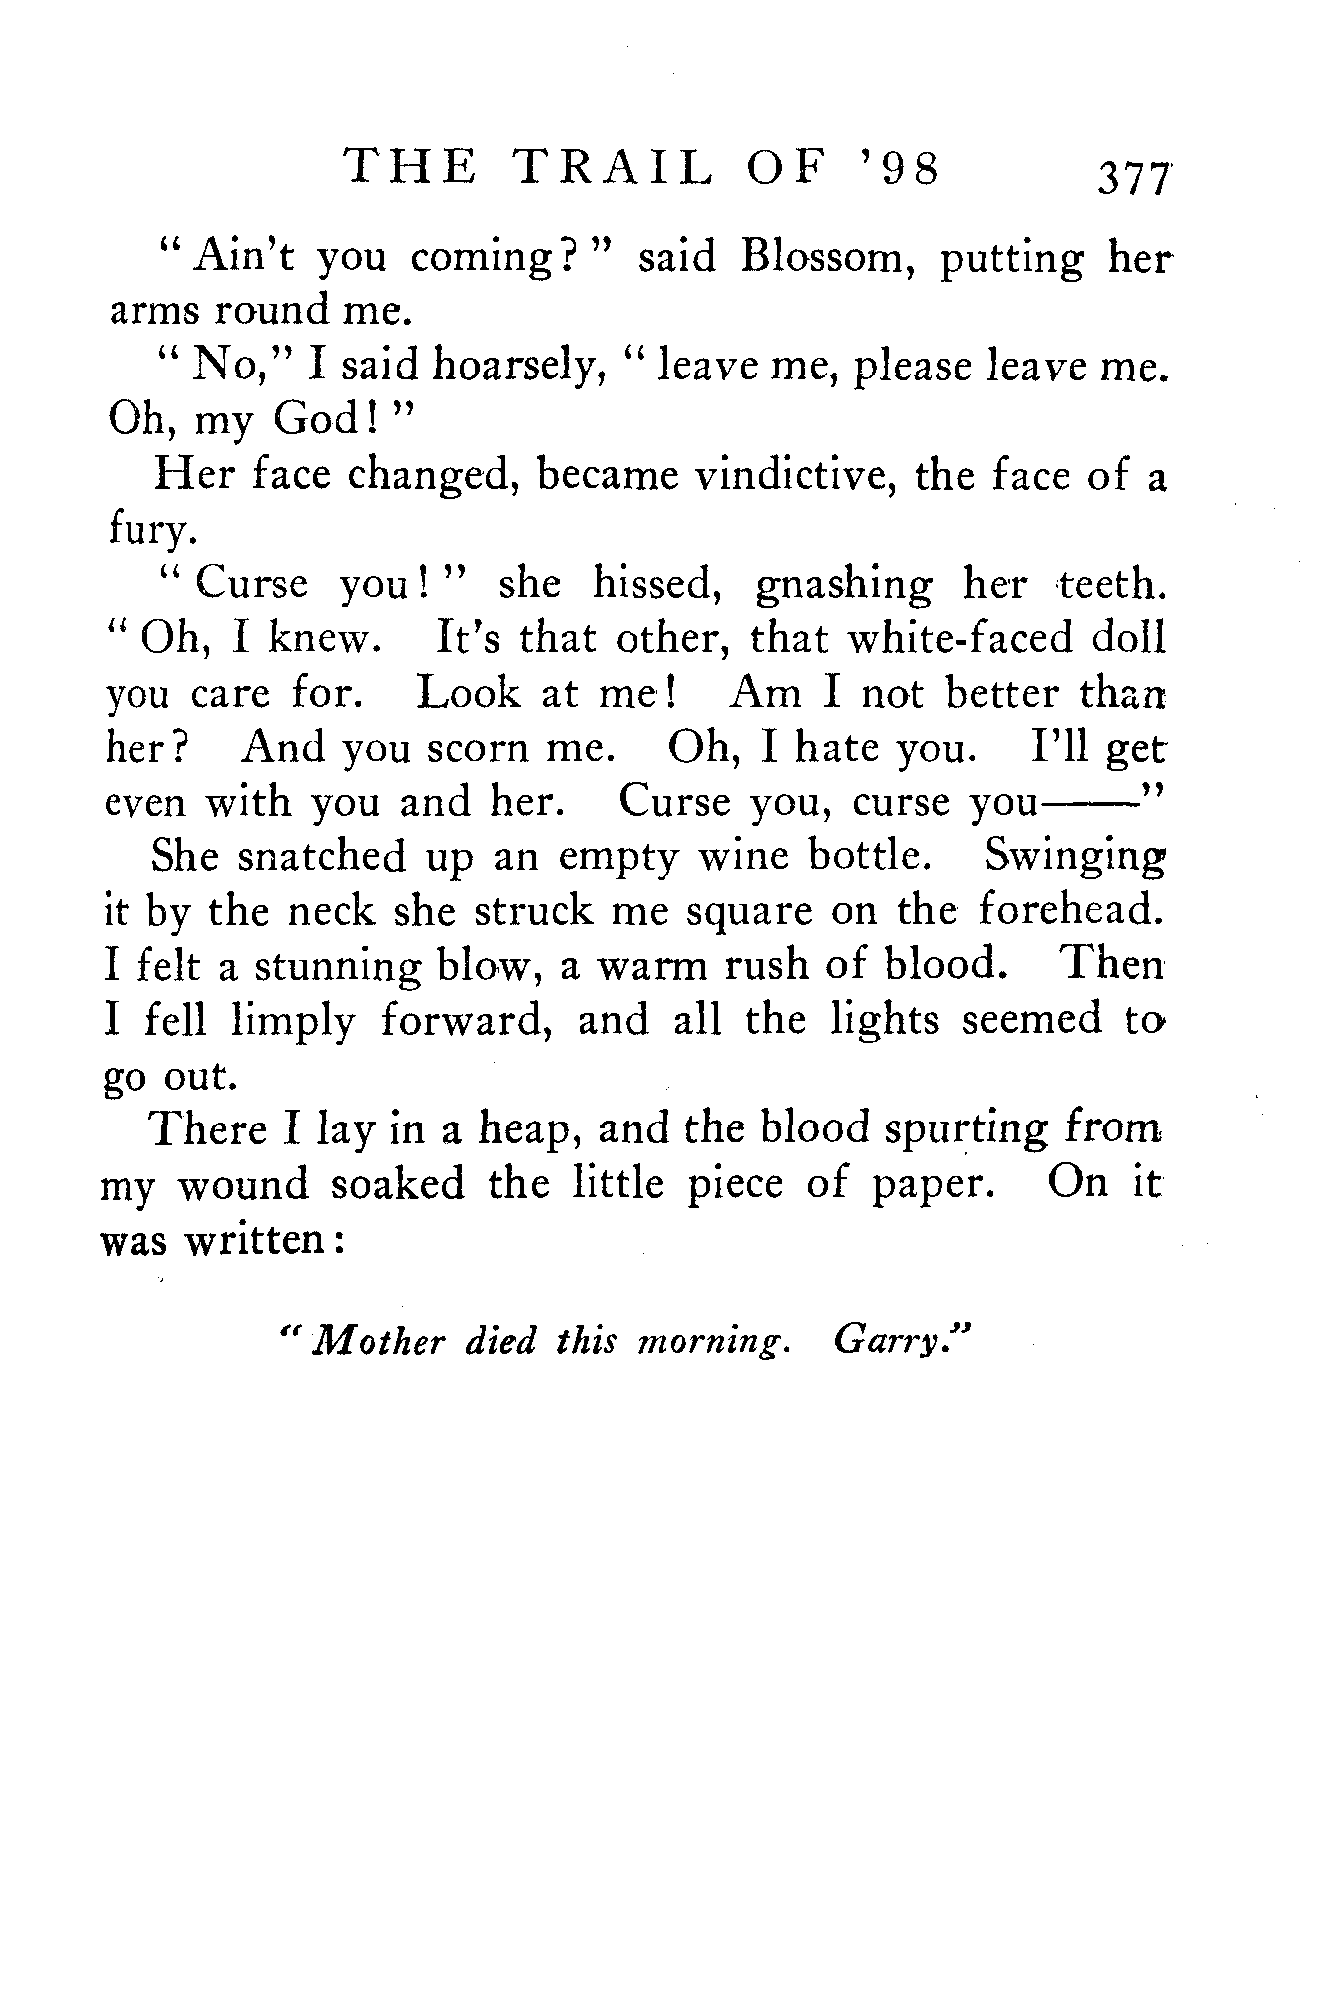 THE TRAIL OF '98 377
“Ain't you coming?” said Blossom, putting her
arms round me.
“No,” I said hoarsely, “leave me, please leave me.
Oh, my God!”
Her face changed, became vindictive, the face of a
fury.
“Curse you!” she hissed, gnashing her teeth.
“Oh, I knew. It's that other, that white-faced doll
you care for. Look at me! Am I not better than
her? And you scorn me. Oh, I hate you. I'll get
even with you and her. Curse you, curse you——”
She snatched up an empty wine bottle. Swinging
it by the neck she struck me square on the forehead.
I felt a stunning blow, a warm rush of blood. Then
I fell limply forward, and all the lights seemed to
go out.
There I lay in a heap, and the blood spurting from
my wound soaked the little piece of paper. On it
was written:
“Mother died this morning. Garry.”